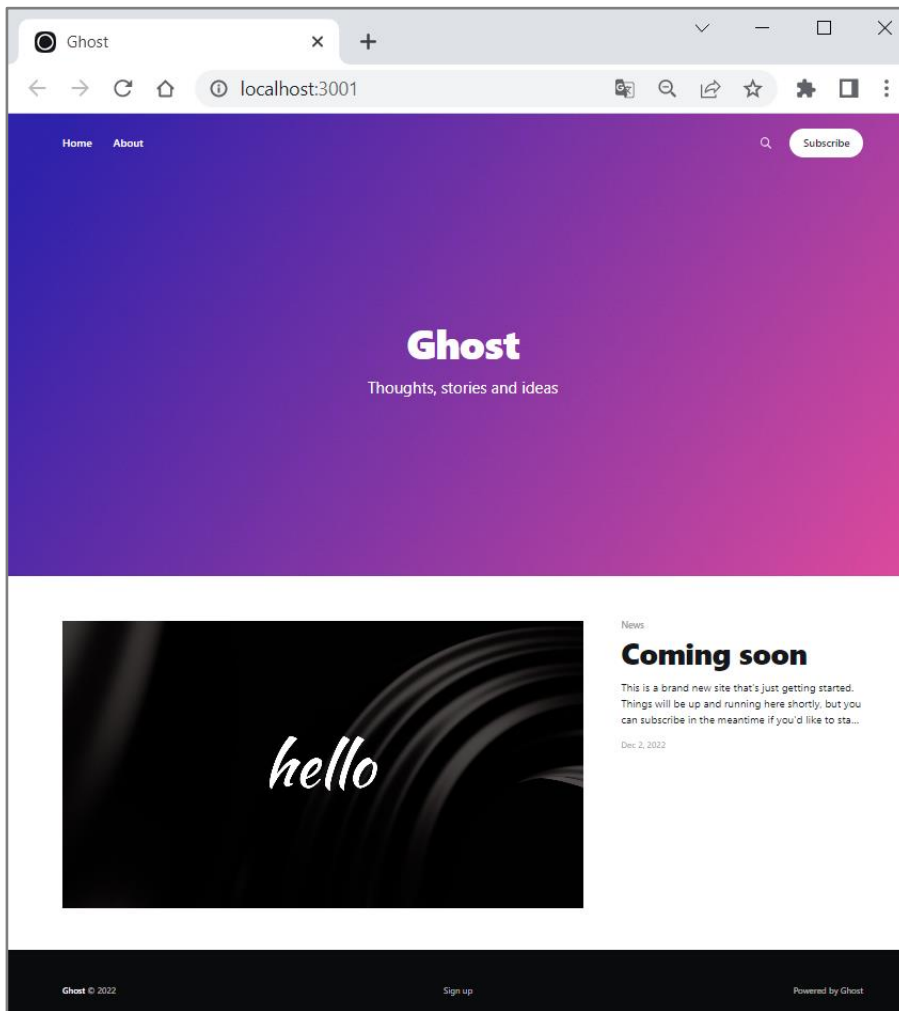 Ghost
localhost:3001
Home About
Subscribe
Ghost
Thoughts, stories and ideas
hello
News
Coming soon
This is a brand new site that's just getting started.
Things will be up and running here shortly, but you
can subscribe in the meantime if you'd like to sta...
Dec 2, 2022
Ghost © 2022
Sign up
Powered by Ghost